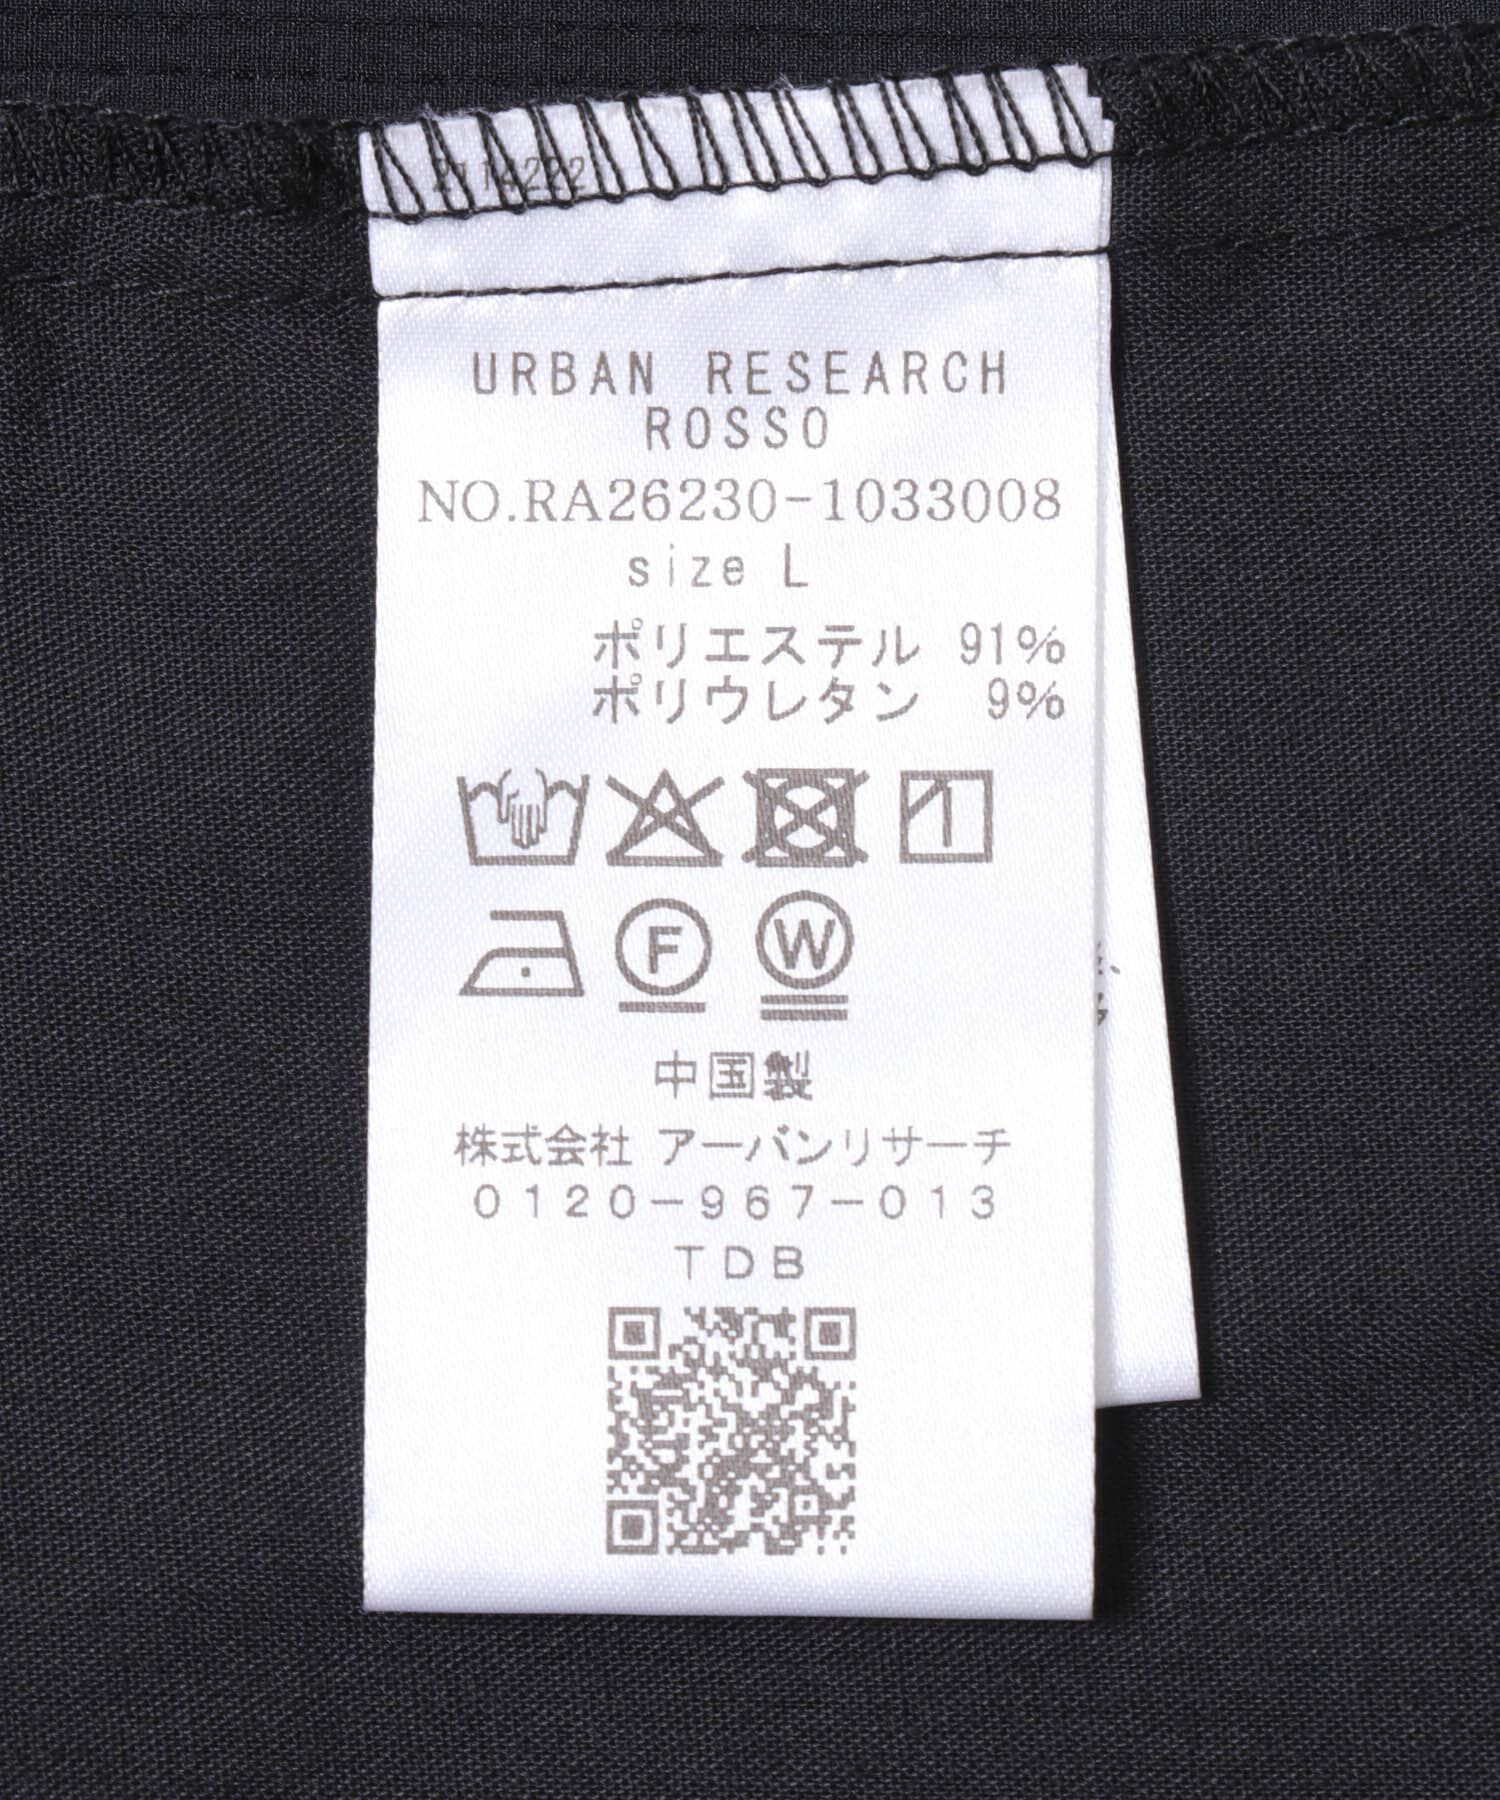 2114222
URBAN RESEARCH
ROSSO
NO.RA26230-1033008
size L
ポリエステル 91%
ポリウレタン 9%
F W
中国製
株式会社 アーバンリサーチ
0120-967-013
TDB